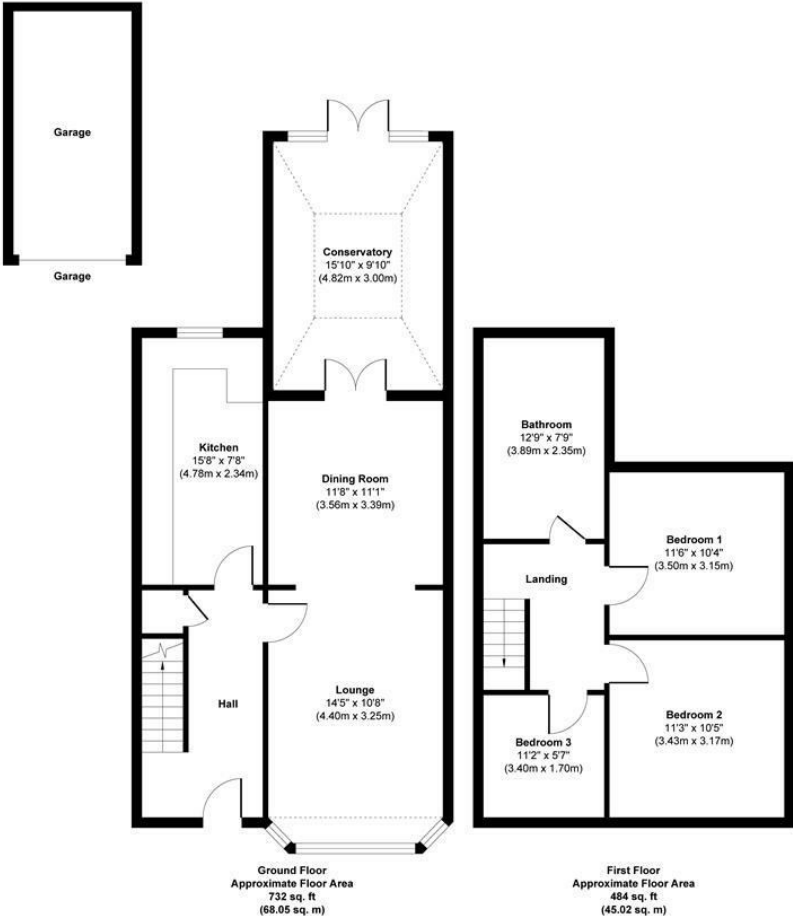 Garage
Garage
Conservatory
15'10" x 9'10"
(4.82m x 3.00m)
Kitchen
15'8" x 7'8"
(4.78m x 2.34m)
Dining Room
11'8" x 11'1"
(3.56m x 3.39m)
Hall
Lounge
14'5" x 10'8"
(4.40m x 3.25m)
Ground Floor
Approximate Floor Area
732 sq. ft
(68.05 sq. m)
Bathroom
12'9" x 7'9"
(3.89m x 2.35m)
Bedroom 1
11'6" x 10'4"
(3.50m x 3.15m)
Landing
Bedroom 2
11'3" x 10'5"
(3.43m x 3.17m)
Bedroom 3
11'2" x 5'7"
(3.40m x 1.70m)
First Floor
Approximate Floor Area
484 sq. ft
(45.02 sq. m)